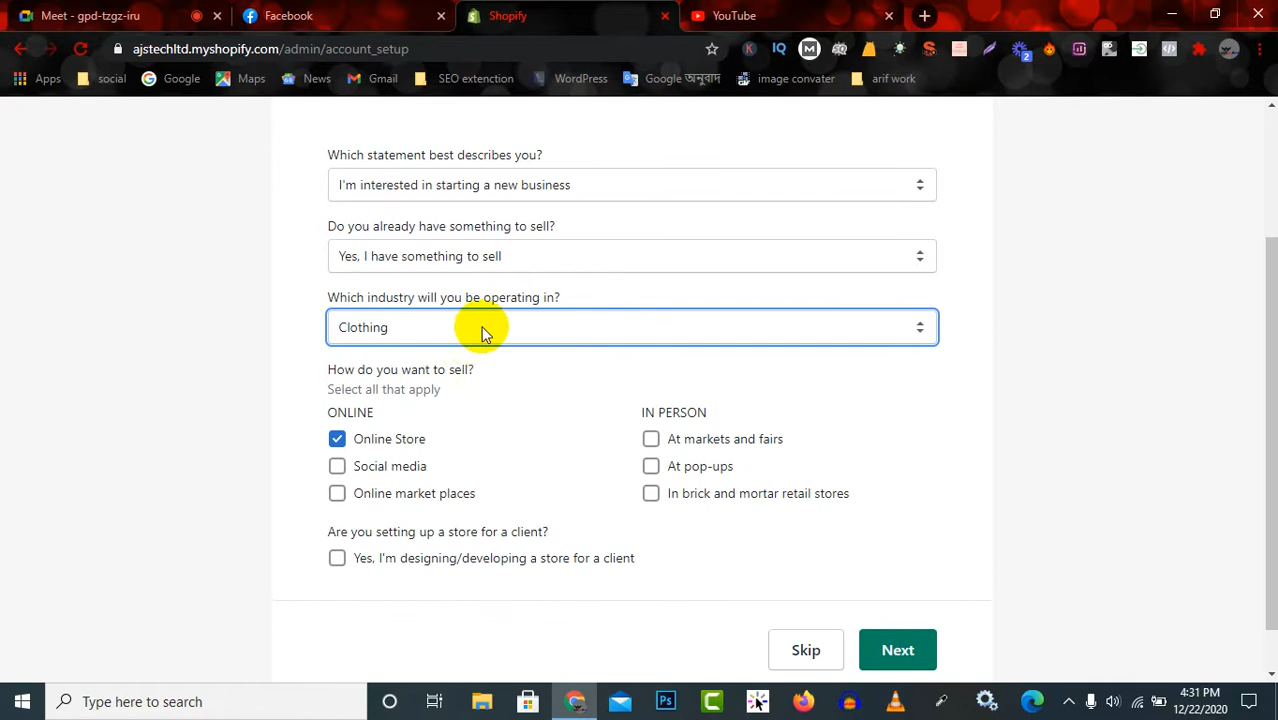 Meet - gpd-tzgz-iru
Facebook
Shopify
YouTube
ajstechltd.myshopify.com/admin/account_setup
Apps
social
Google
Maps
News
Gmail
SEO extenction
WordPress
Google অনুবাদ
image convater
arif work
Which statement best describes you?
I'm interested in starting a new business
Do you already have something to sell?
Yes, I have something to sell
Which industry will you be operating in?
Clothing
How do you want to sell?
Select all that apply
ONLINE
Online Store
Social media
Online market places
IN PERSON
At markets and fairs
At pop-ups
In brick and mortar retail stores
Are you setting up a store for a client?
Yes, I'm designing/developing a store for a client
Skip
Next
Type here to search
4:31 PM
12/22/2020